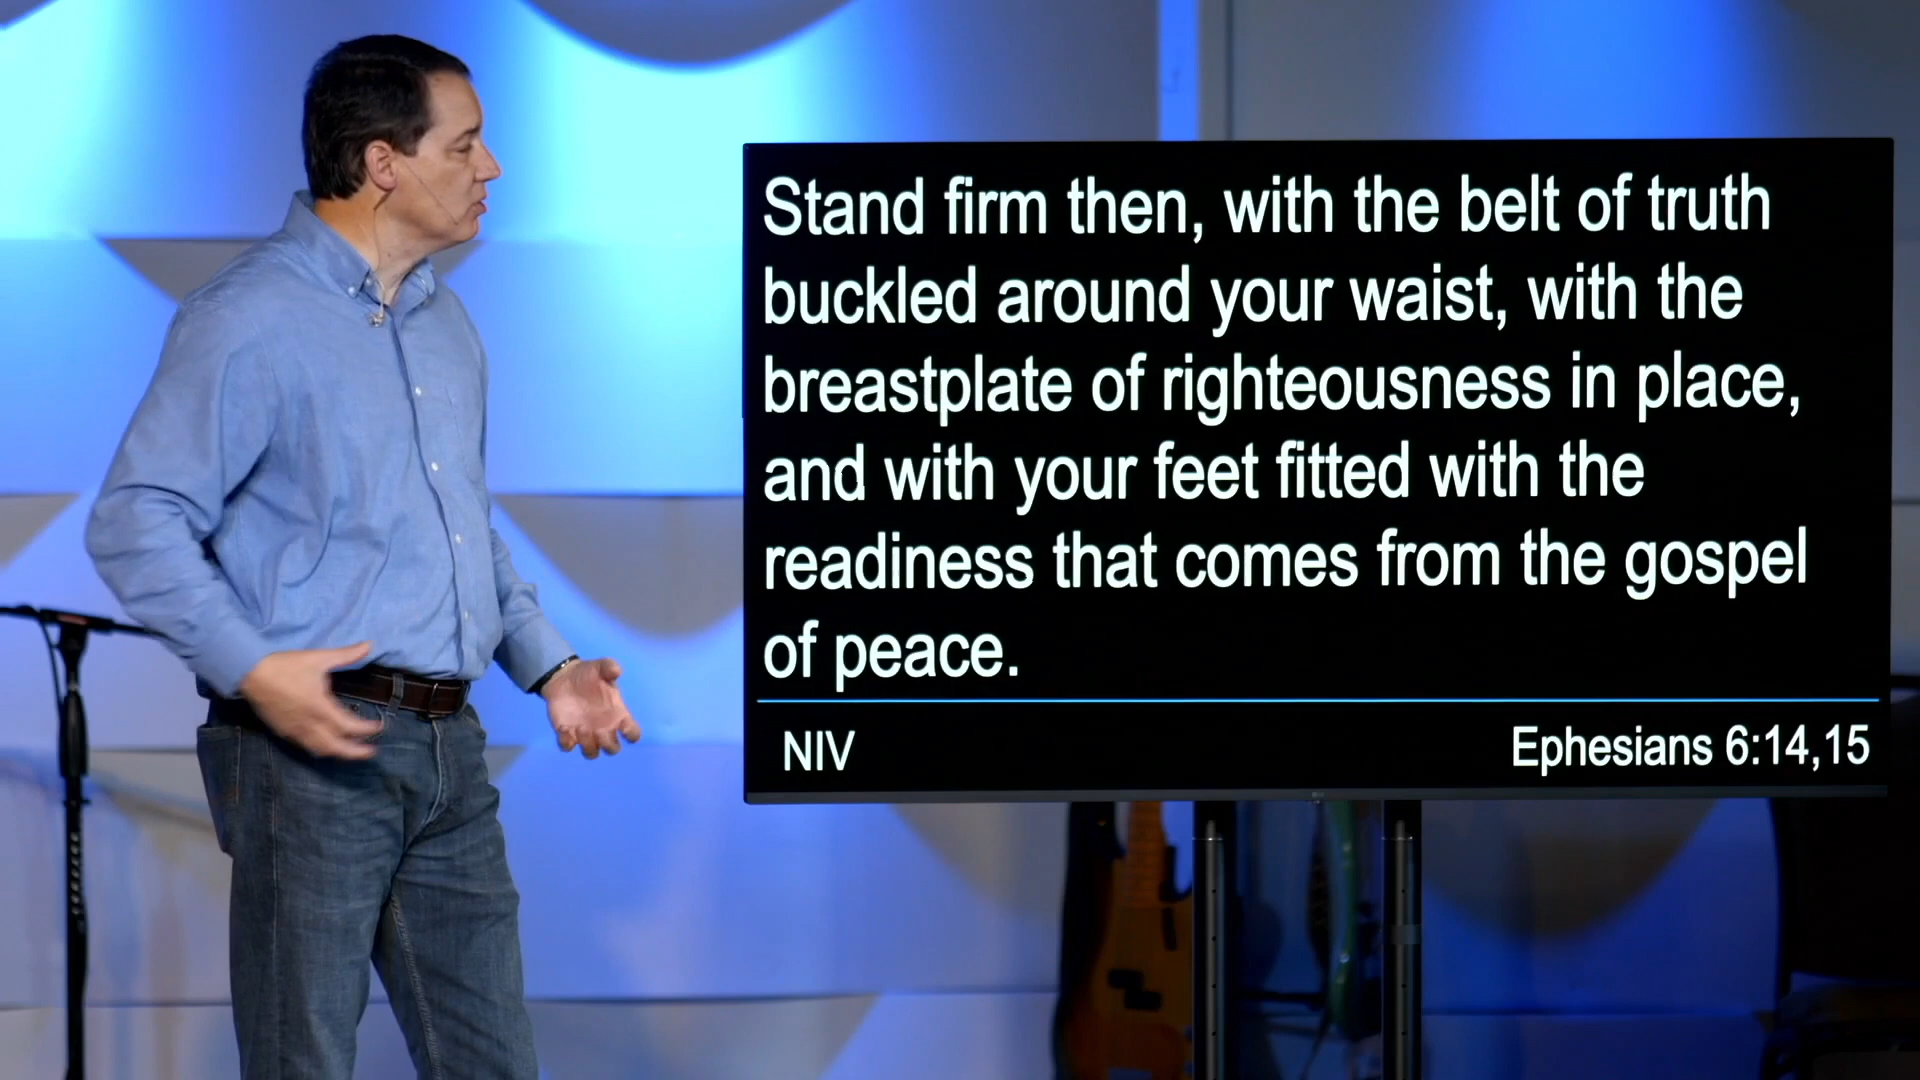 Stand firm then, with the belt of truth
buckled around your waist, with the
breastplate of righteousness in place,
and with your feet fitted with the
readiness that comes from the gospel
of peace.
NIV
Ephesians 6:14,15